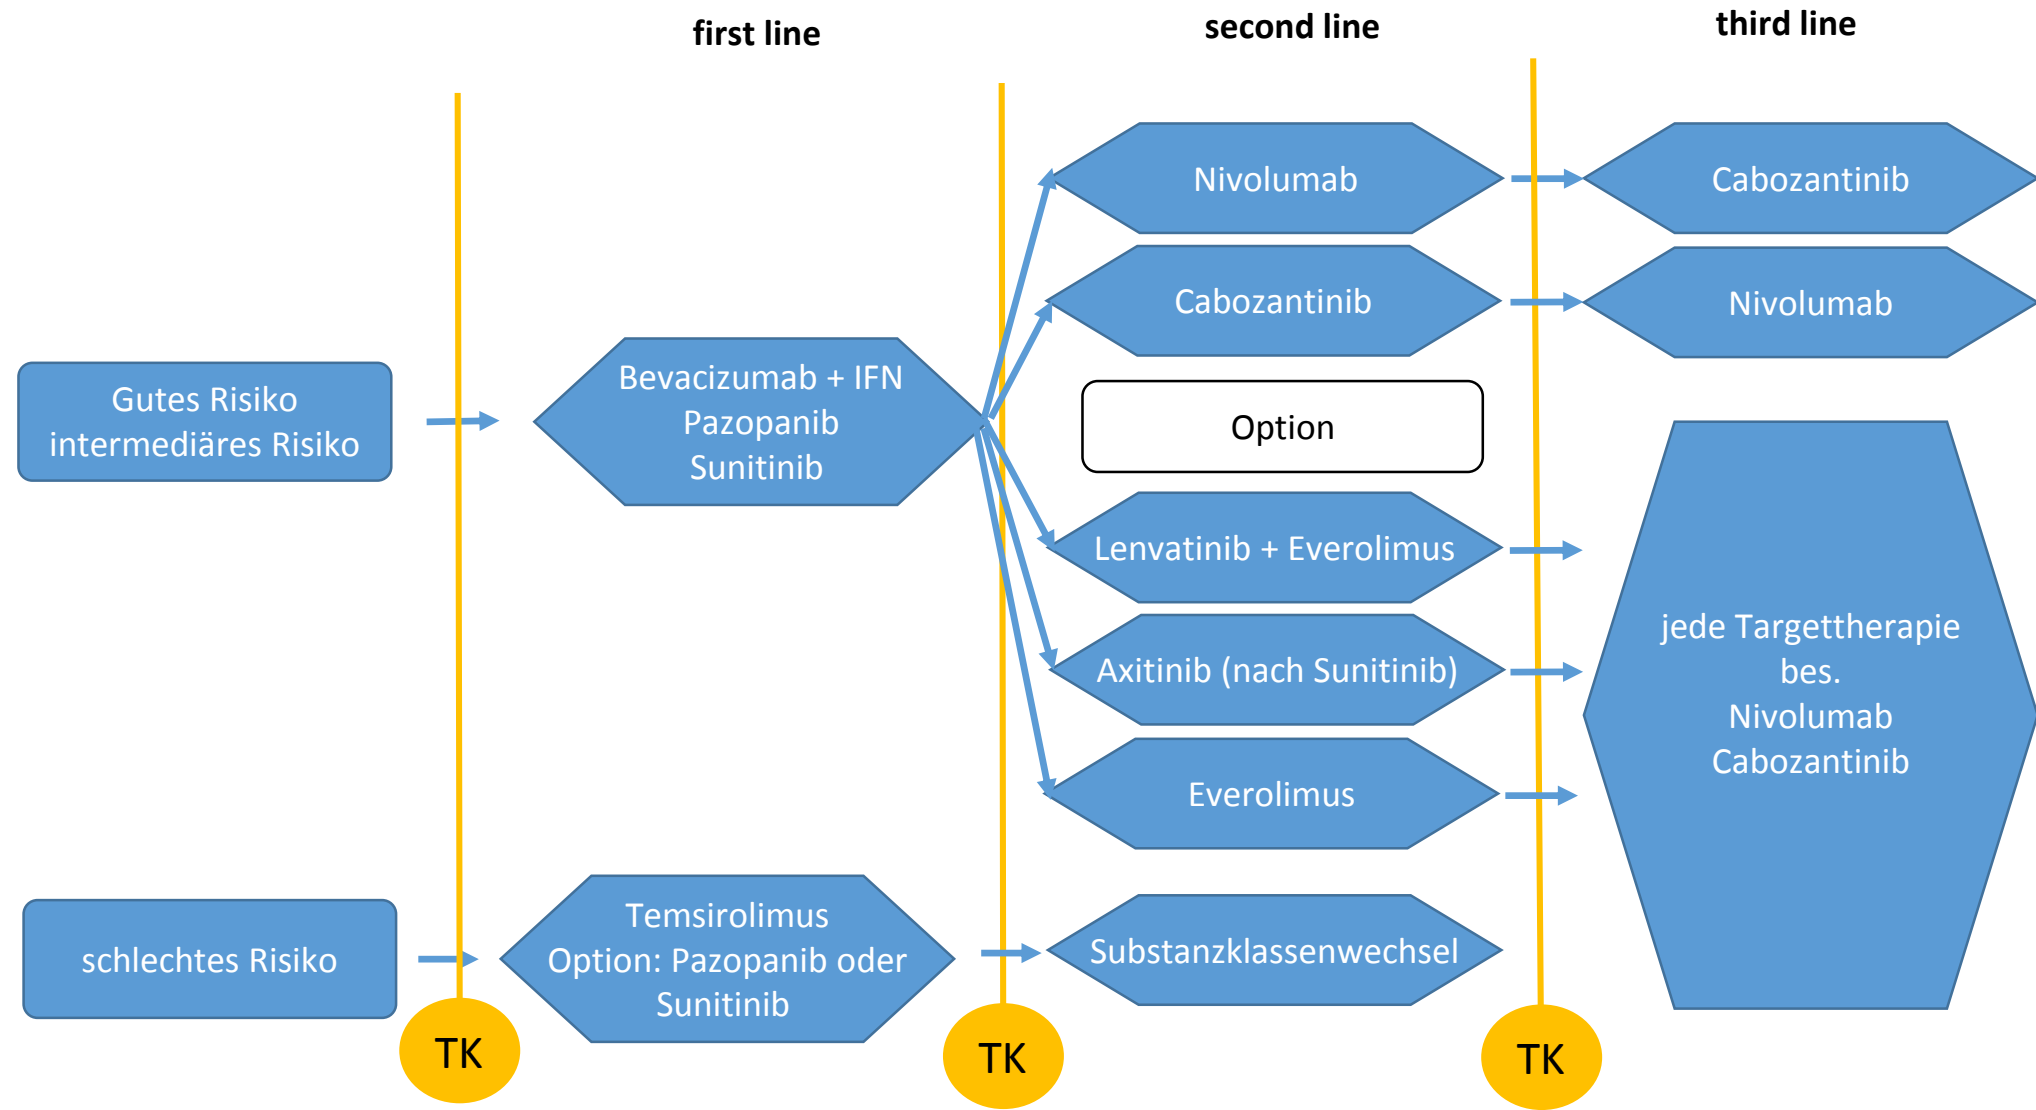 first line
second line
third line
Gutes Risiko
intermediäres Risiko
Bevacizumab + IFN
Pazopanib
Sunitinib
Nivolumab
Cabozantinib
Cabozantinib
Nivolumab
Option
Lenvatinib + Everolimus
Axitinib (nach Sunitinib)
Everolimus
jede Targettherapie
bes.
Nivolumab
Cabozantinib
schlechtes Risiko
Temsirolimus
Option: Pazopanib oder
Sunitinib
Substanzklassenwechsel
TK
TK
TK